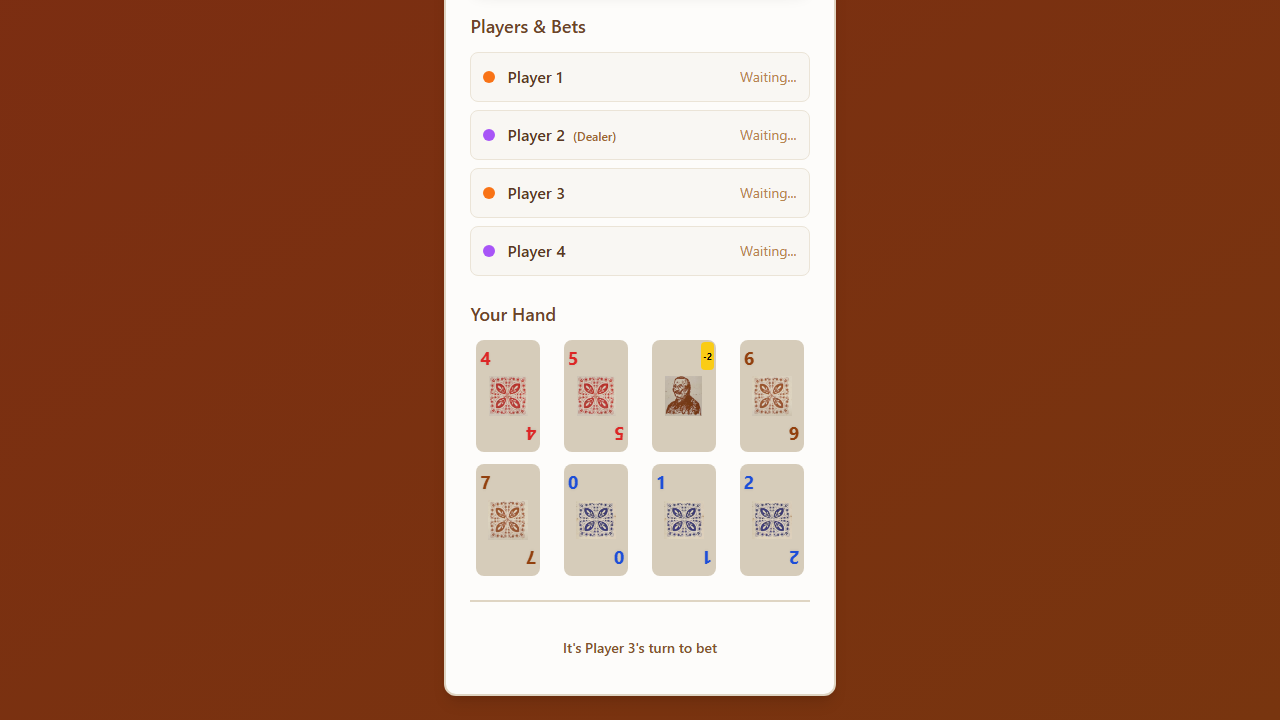 Players & Bets
Player 1 Waiting...
Player 2 (Dealer) Waiting...
Player 3 Waiting...
Player 4 Waiting...
Your Hand
4 5 -2 6
4 5 6
7 0 1 2
7 0 1 2
It's Player 3's turn to bet